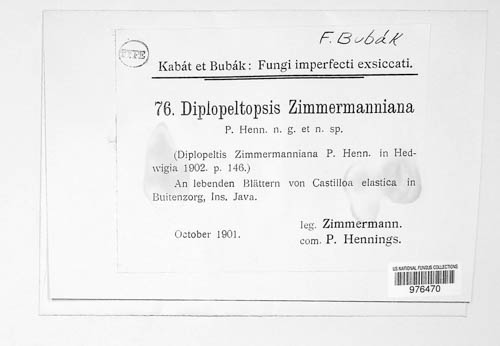 F. Bubák
TYPE
Kabát et Bubák: Fungi imperfecti exsiccati.
76. Diplopeltopsis Zimmermanniana
P. Henn. n. g. et n. sp.
(Diplopeltis Zimmermanniana P. Henn. in Hed-
wigia 1902. p. 146.)
An lebenden Blättern von Castilloa elastica in
Buitenzorg, Ins. Java.
October 1901.
leg. Zimmermann.
com. P. Hennings.
US NATIONAL FUNGUS COLLECTIONS
976470